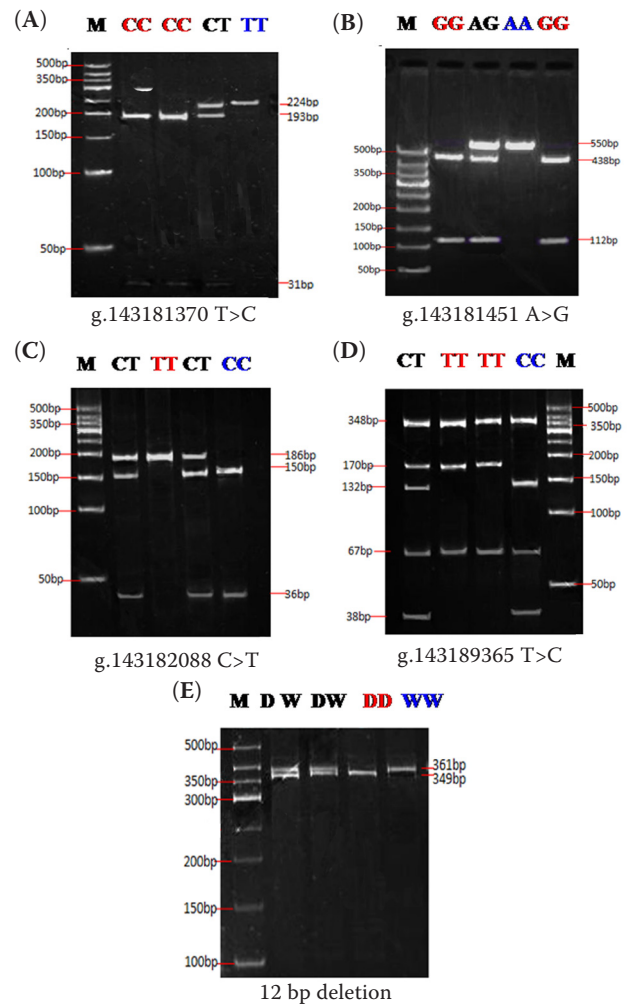 (A)
M CC CC CT TT
500bp
350bp
200bp
150bp
100bp
50bp
224bp
193bp
31bp
g.143181370 T>C
(B)
M GG AG AA GG
500bp
350bp
200bp
150bp
100bp
50bp
550bp
438bp
112bp
g.143181451 A>G
(C)
M CT TT CT CC
500bp
350bp
200bp
150bp
100bp
50bp
186bp
150bp
36bp
g.143182088 C>T
(D)
CT TT TT CC M
348bp
170bp
132bp
67bp
38bp
500bp
350bp
200bp
150bp
100bp
50bp
g.143189365 T>C
(E)
M D W DW DD WW
500bp
350bp
300bp
200bp
150bp
100bp
361bp
349bp
12 bp deletion